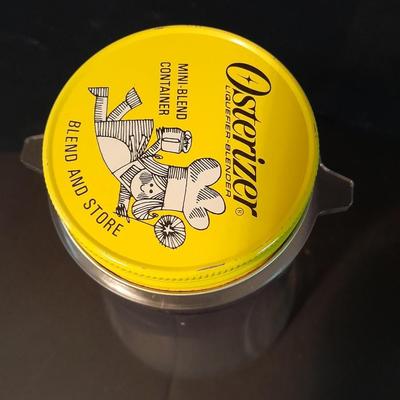 Osterizer®
LIQUEFIER-BLENDER
MINI-BLEND
CONTAINER
BLEND AND STORE